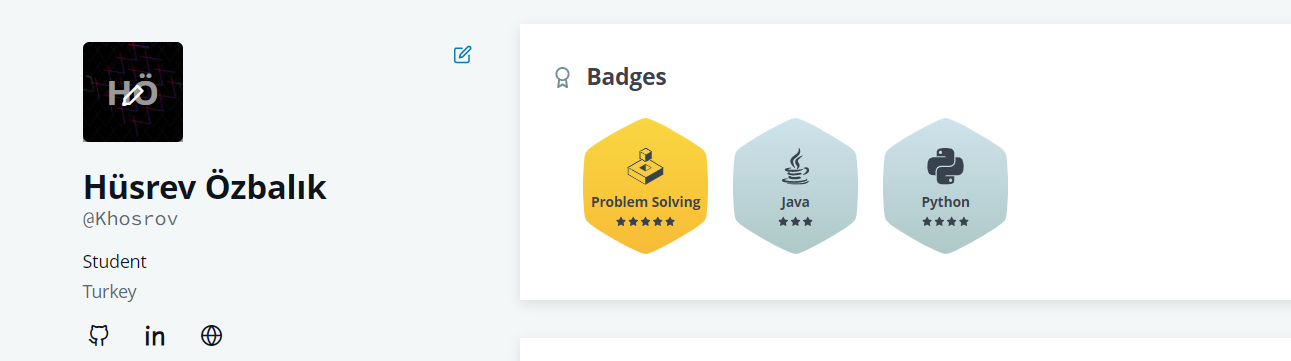 HÖ
Hüsrev Özbalık
@Khosrov
Student
Turkey
in
Badges
Problem Solving
Java
Python